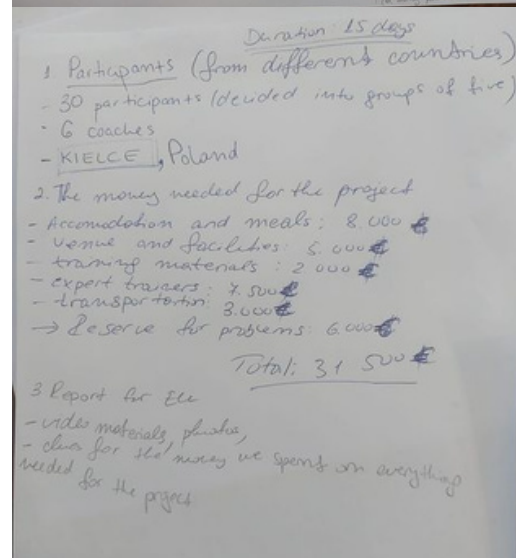 Duration: 15 days
1 Participants (from different countries)
- 30 participants (decided into groups of five)
- 6 coaches
- KIELCE, Poland
2. The money needed for the project
- Accomodation and meals: 8.000 €
- Venue and facilities: 5.000 €
- training materials: 2 000 €
- expert trainers: 7.500 €
- transportortion: 3.000 €
→ Reserve for problems: 6.000 €
Total: 31 500 €
3 Report for EU
- video materials, photos,
- clues for the money we spent on everything
needed for the project